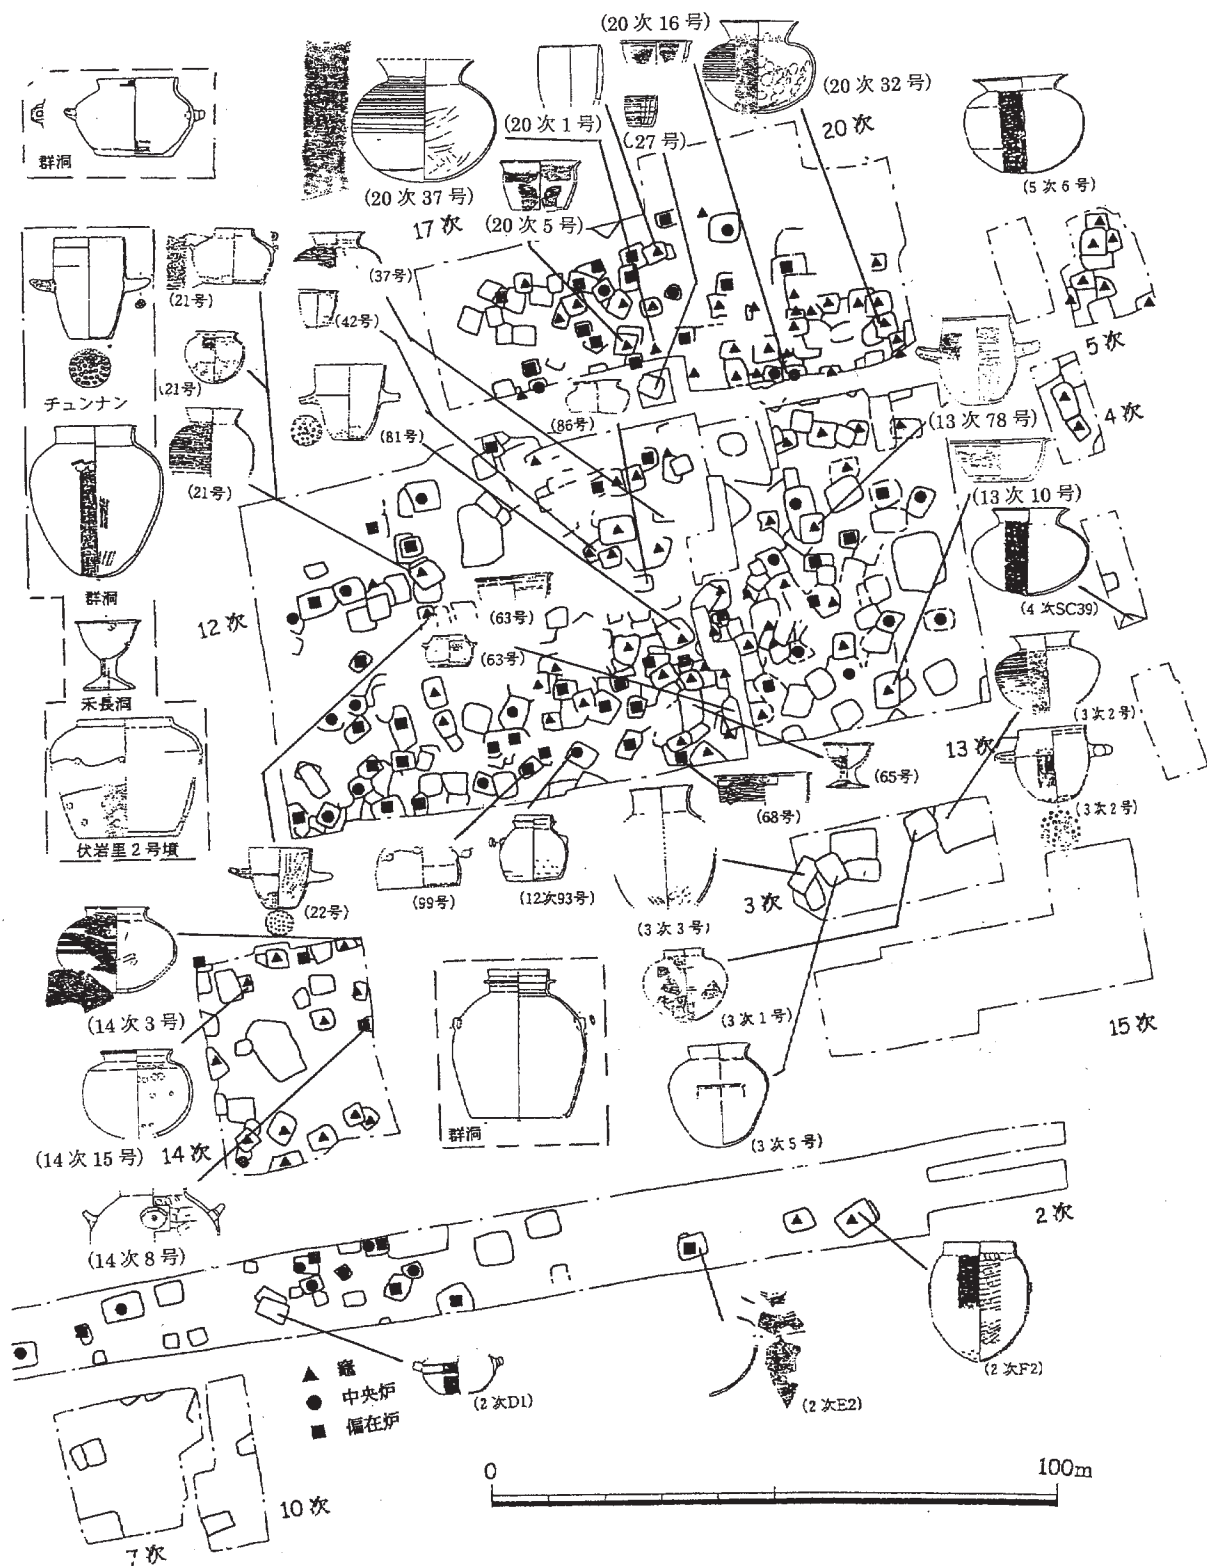 (20次16号)
(20次32号)
群洞
(20次1号)
(27号)
20次
(20次37号)
(5次6号)
17次
(20次5号)
(21号)
(37号)
(42号)
5次
(21号)
チュンナン
(86号)
(81号)
(13次78号)
4次
(21号)
(13次10号)
群洞
(63号)
(4次SC39)
12次
(63号)
禾長洞
(3次2号)
13次
(65号)
(68号)
(3次2号)
伏岩里2号墳
(22号)
(99号)
(12次93号)
3次
(3次3号)
(14次3号)
(3次1号)
15次
群洞
(3次5号)
(14次15号)
14次
(14次8号)
2次
▲ 竈
● 中央炉
■ 偏在炉
(2次D1)
(2次E2)
(2次F2)
0
100m
10次
7次